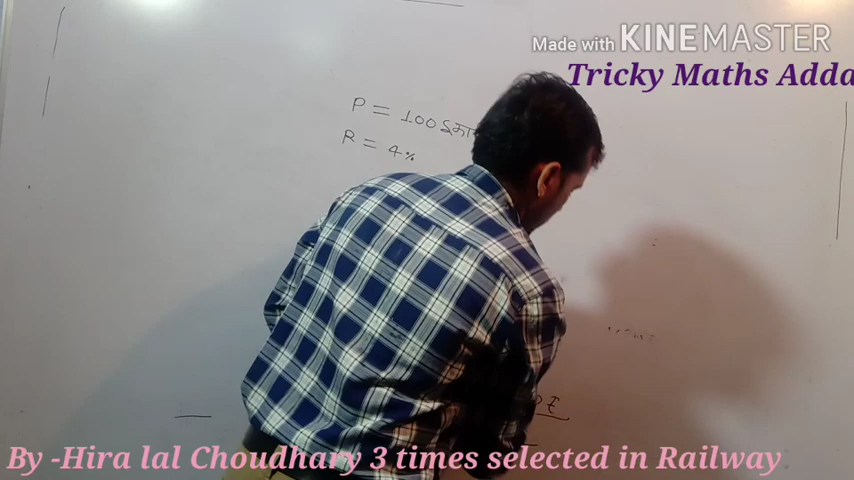 Made with KINEMASTER
Tricky Maths Adda
P = 100
R = 4%
By -Hira lal Choudhary 3 times selected in Railway